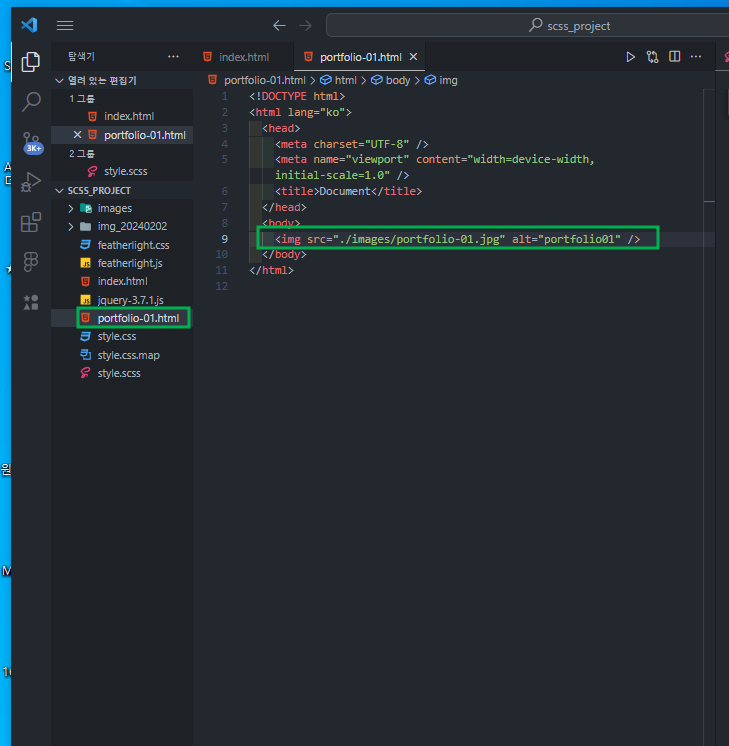 scss_project
탐색기
index.html
portfolio-01.html
열려 있는 편집기
portfolio-01.html > html > body > img
1 그룹
index.html
portfolio-01.html
2 그룹
style.scss
SCSS_PROJECT
images
img_20240202
featherlight.css
featherlight.js
index.html
jquery-3.7.1.js
portfolio-01.html
style.css
style.css.map
style.scss
3K+
1 <!DOCTYPE html>
2 <html lang="ko">
3 <head>
4 <meta charset="UTF-8" />
5 <meta name="viewport" content="width=device-width,
initial-scale=1.0" />
6 <title>Document</title>
7 </head>
8 <body>
9 <img src="./images/portfolio-01.jpg" alt="portfolio01" />
10 </body>
11 </html>
12